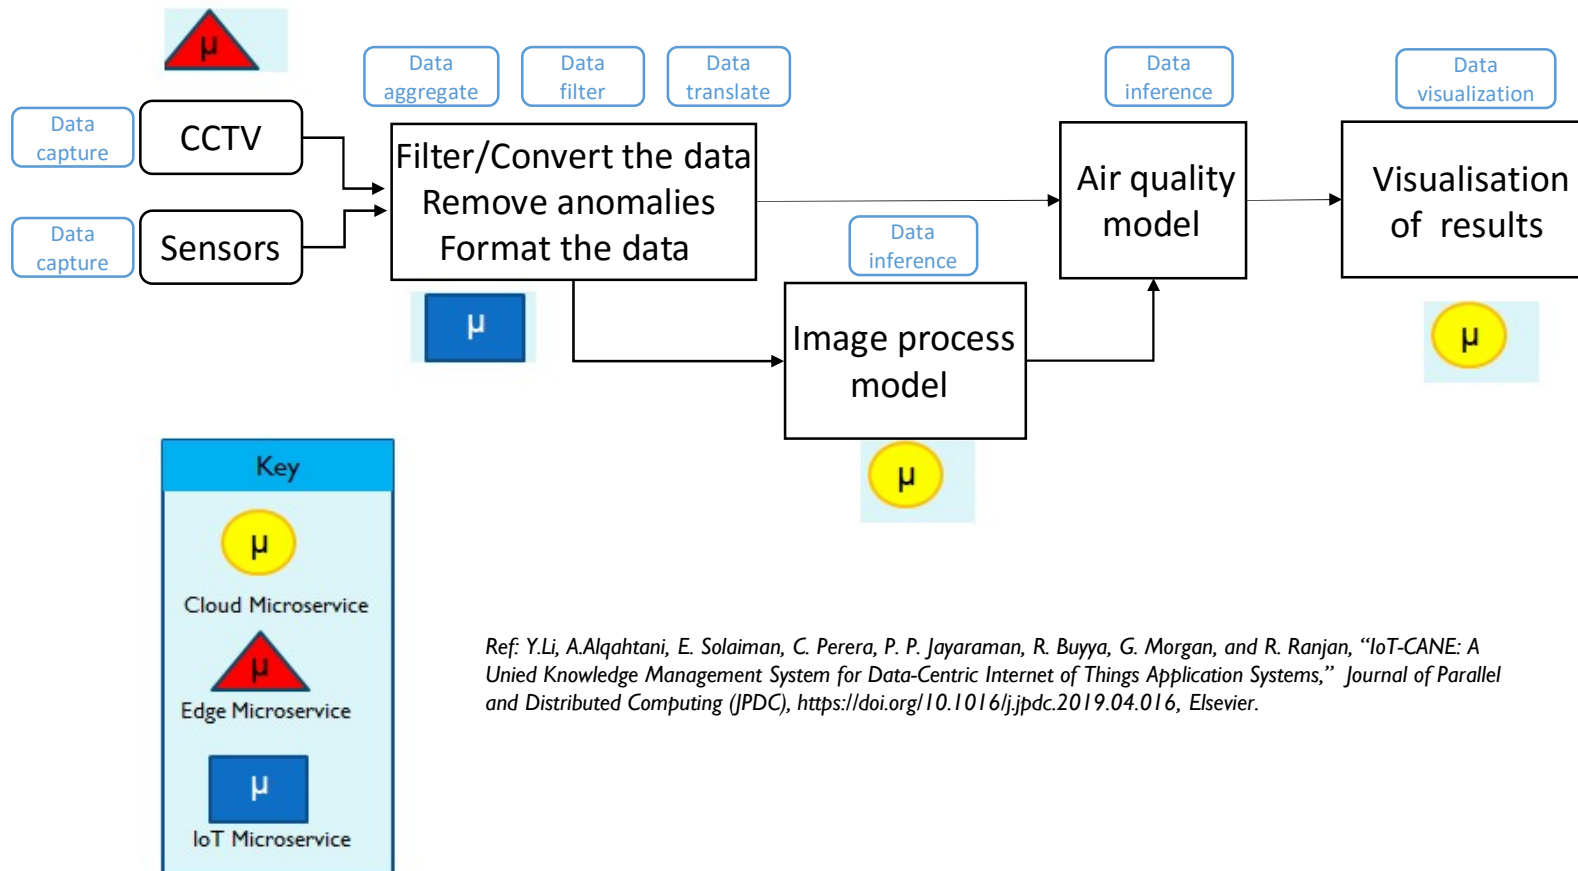 μ
Data
capture
CCTV
Data
capture
Sensors
Data
aggregate
Data
filter
Data
translate
Filter/Convert the data
Remove anomalies
Format the data
μ
Data
inference
Image process
model
μ
Data
inference
Air quality
model
Data
visualization
Visualisation
of results
μ
Key
μ
Cloud Microservice
μ
Edge Microservice
μ
IoT Microservice
Ref: Y.Li, A.Alqahtani, E. Solaiman, C. Perera, P. P. Jayaraman, R. Buyya, G. Morgan, and R. Ranjan, “IoT-CANE: A
Unied Knowledge Management System for Data-Centric Internet of Things Application Systems,” Journal of Parallel
and Distributed Computing (JPDC), https://doi.org/10.1016/j.jpdc.2019.04.016, Elsevier.